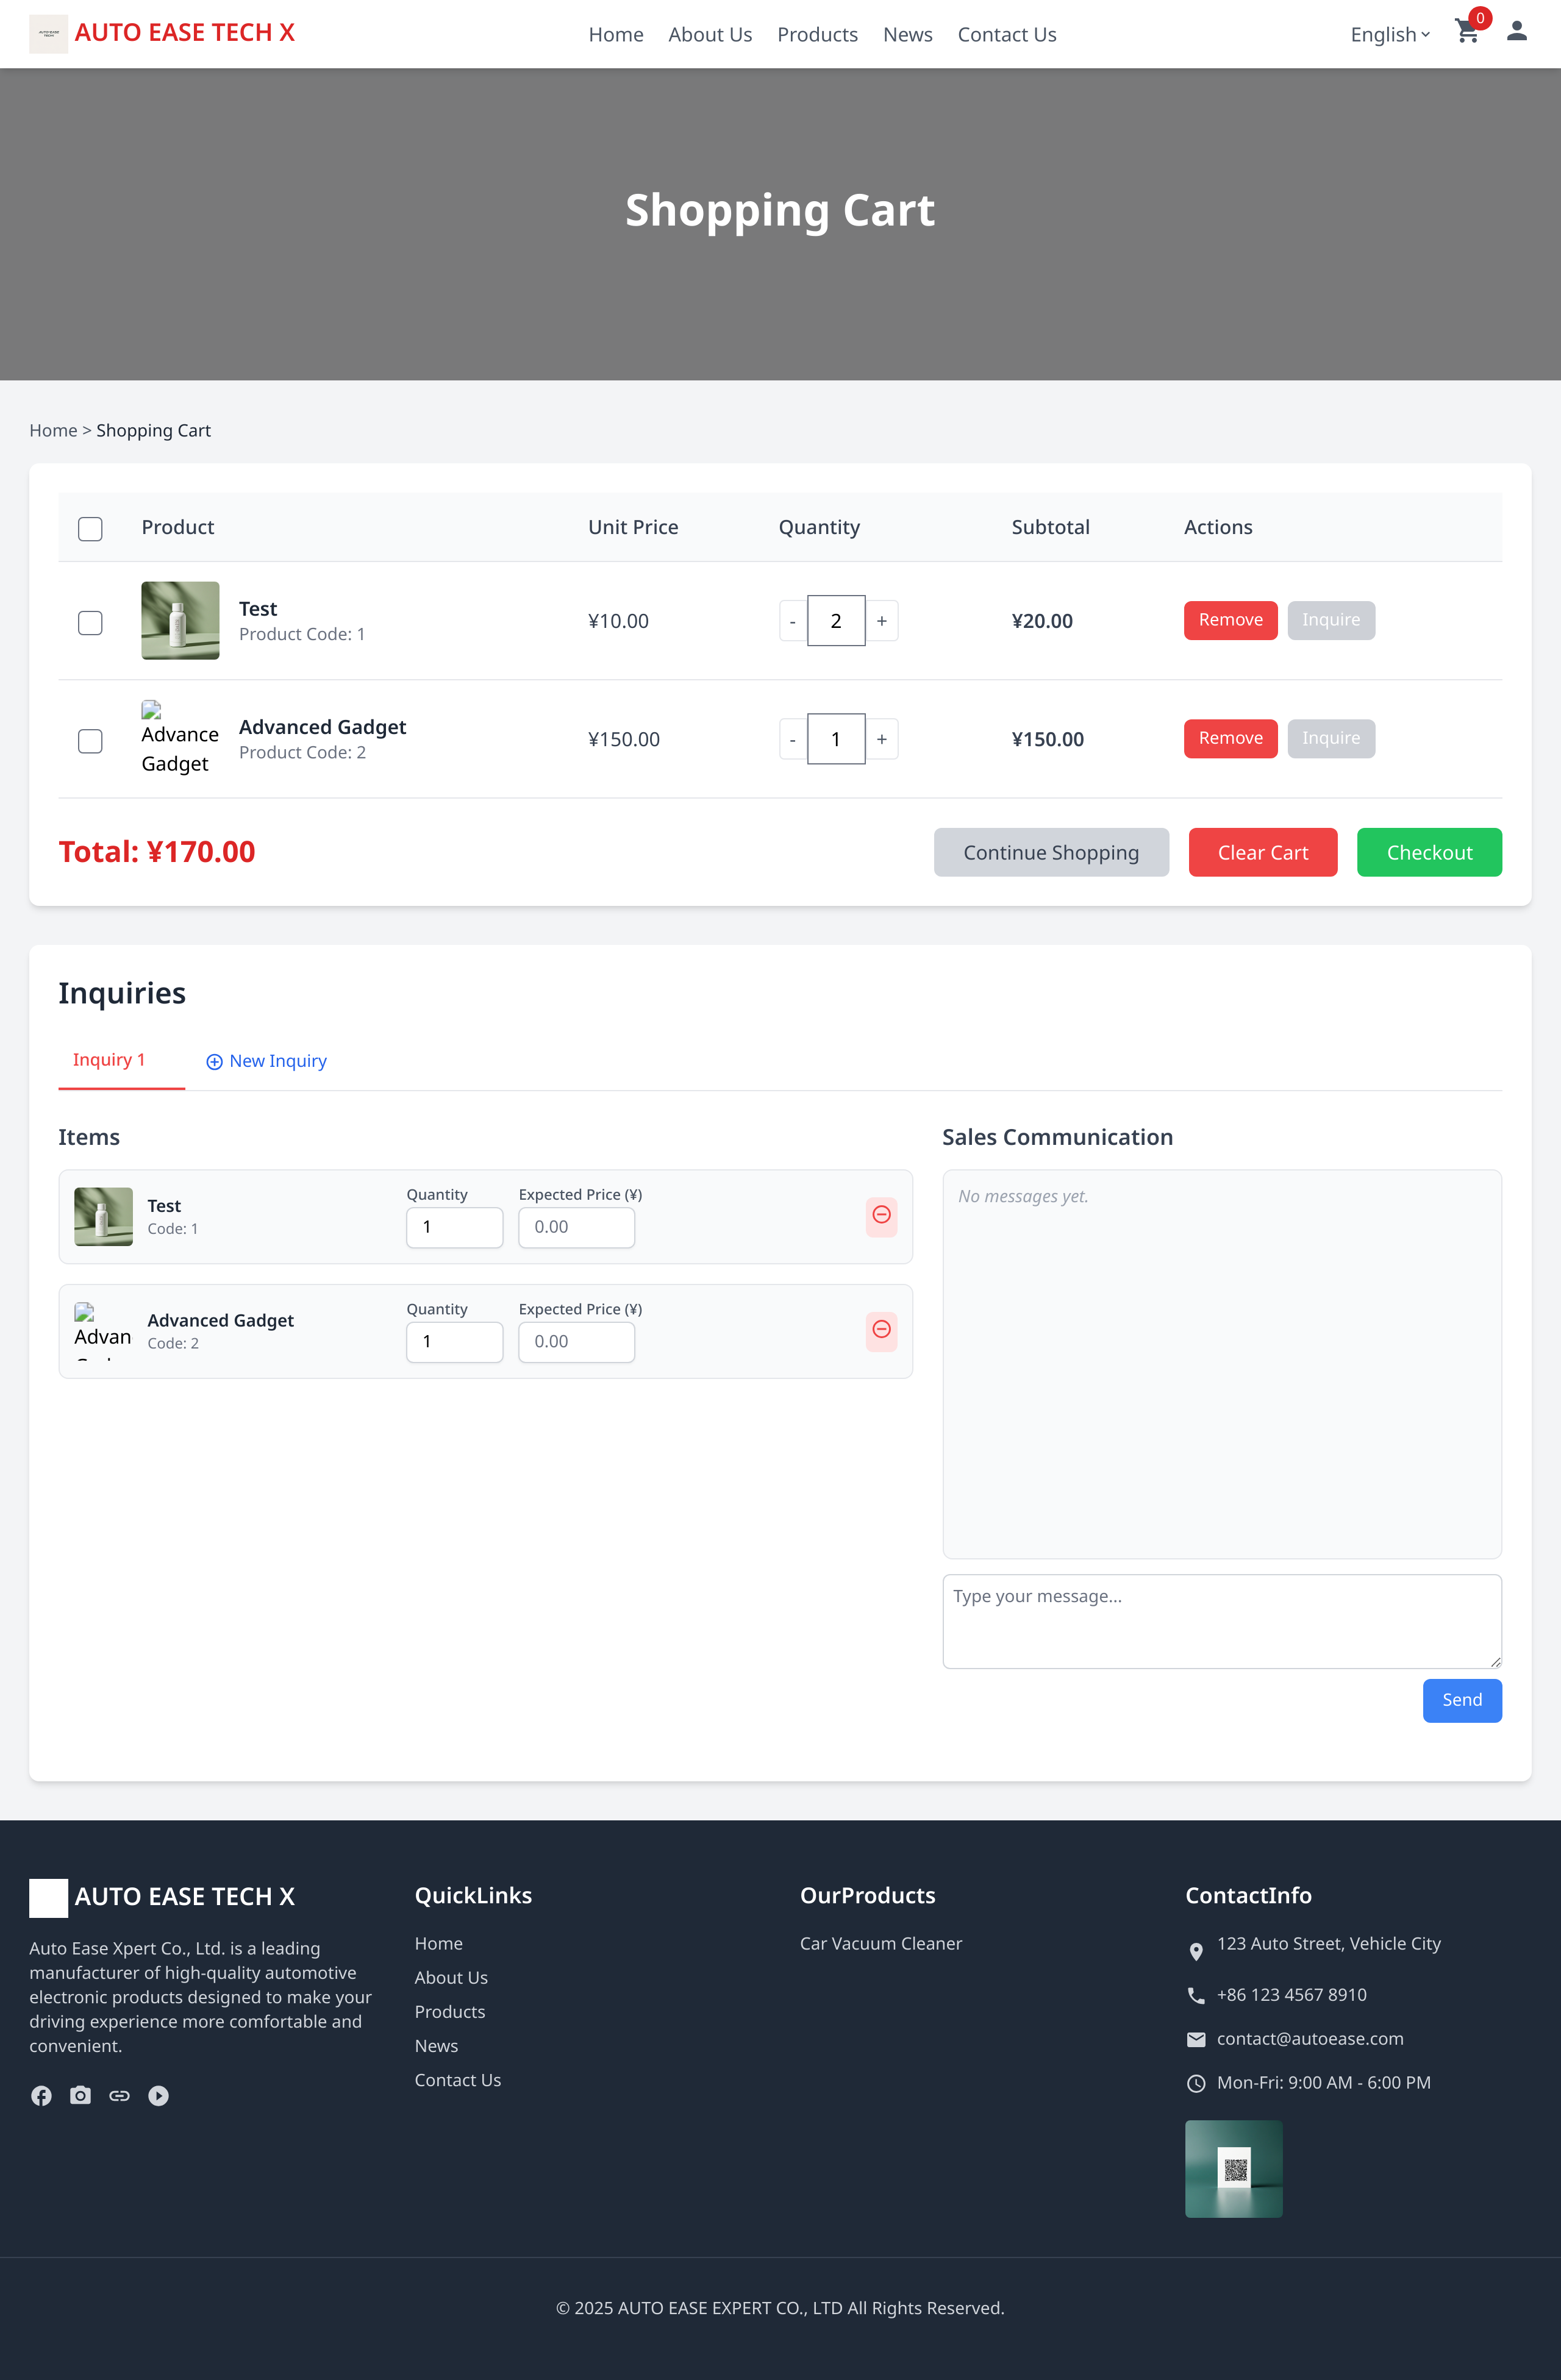 AUTO EASE TECH X
Home About Us Products News Contact Us
English
0
Shopping Cart
Home > Shopping Cart
Product Unit Price Quantity Subtotal Actions
Test
Product Code: 1
¥10.00
- 2 +
¥20.00
Remove Inquire
Advance
Gadget
Advanced Gadget
Product Code: 2
¥150.00
- 1 +
¥150.00
Remove Inquire
Total: ¥170.00
Continue Shopping Clear Cart Checkout
Inquiries
Inquiry 1 New Inquiry
Items
Test
Code: 1
Quantity
1
Expected Price (¥)
0.00
Advan
Advanced Gadget
Code: 2
Quantity
1
Expected Price (¥)
0.00
Sales Communication
No messages yet.
Type your message...
Send
AUTO EASE TECH X
Auto Ease Xpert Co., Ltd. is a leading
manufacturer of high-quality automotive
electronic products designed to make your
driving experience more comfortable and
convenient.
QuickLinks
Home
About Us
Products
News
Contact Us
OurProducts
Car Vacuum Cleaner
ContactInfo
123 Auto Street, Vehicle City
+86 123 4567 8910
contact@autoease.com
Mon-Fri: 9:00 AM - 6:00 PM
© 2025 AUTO EASE EXPERT CO., LTD All Rights Reserved.